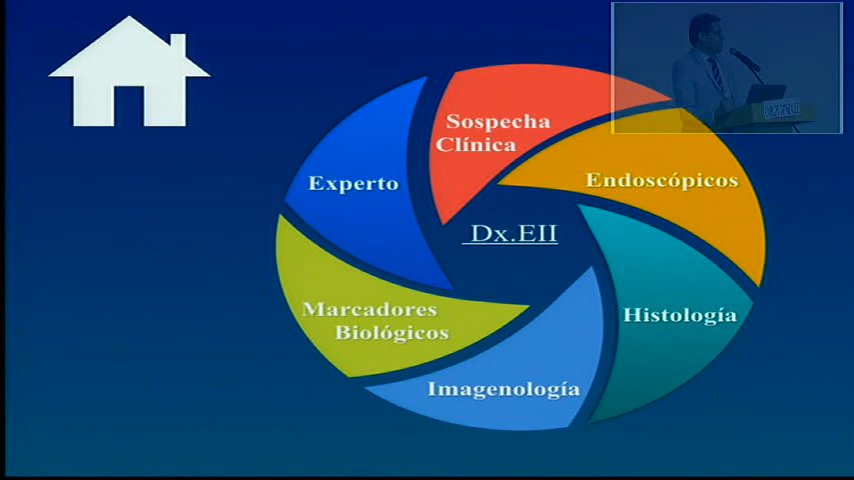 Sospecha
Clínica
Endoscópicos
Experto
Dx.EII
Marcadores
Biológicos
Histología
Imagenología